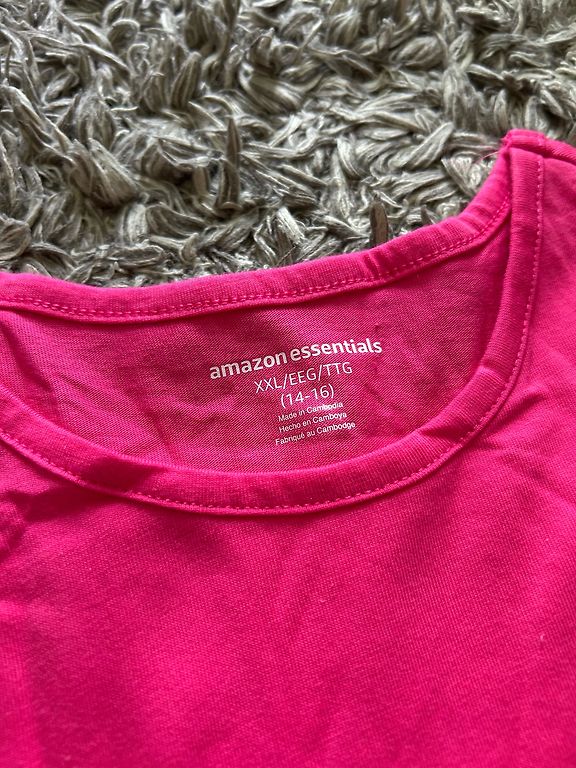 amazon essentials
XXL/EEG/TTG
(14-16)
Made in Cambodia
Hecho en Camboya
Fabriqué au Cambodge